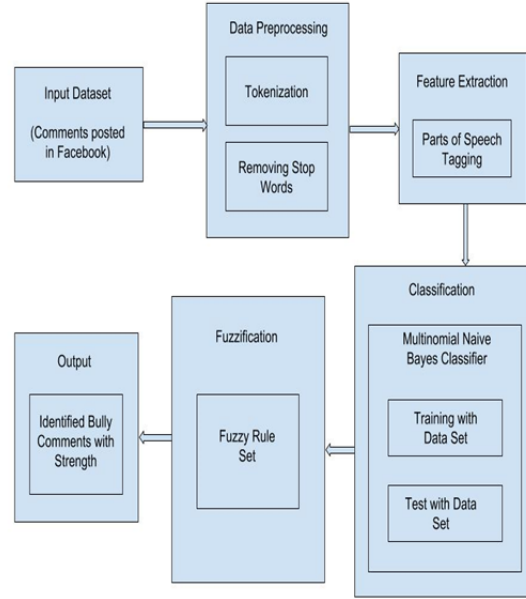 Input Dataset
(Comments posted
in Facebook)
Data Preprocessing
Tokenization
Removing Stop
Words
Feature Extraction
Parts of Speech
Tagging
Classification
Multinomial Naive
Bayes Classifier
Training with
Data Set
Test with Data
Set
Fuzzification
Fuzzy Rule
Set
Output
Identified Bully
Comments with
Strength